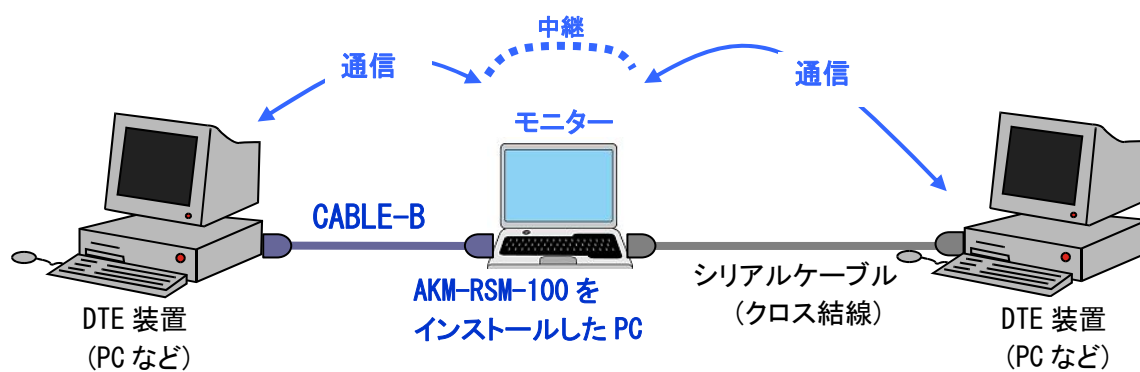 中継
通信
通信
モニター
CABLE-B
AKM-RSM-100 を
インストールした PC
シリアルケーブル
（クロス結線）
DTE 装置
（PC など）
DTE 装置
（PC など）